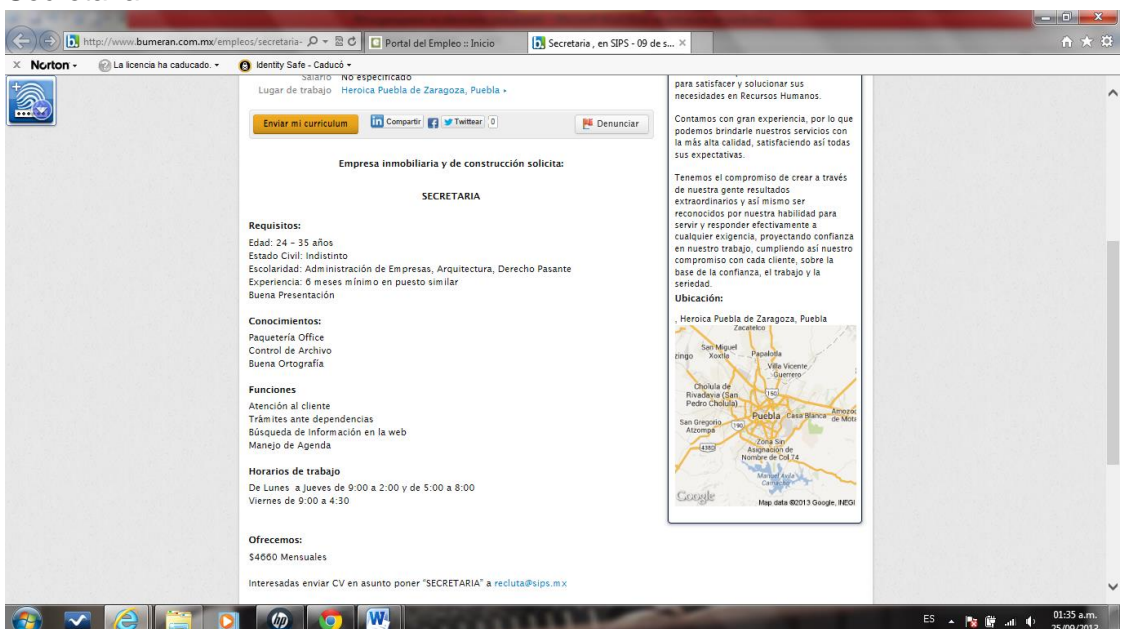 http://www.bumeran.com.mx/empleos/secretaria-
Portal del Empleo :: Inicio
Secretaria , en SIPS - 09 de s...
Norton
La licencia ha caducado.
Identity Safe - Caducó
Salario No especificado
Lugar de trabajo Heroica Puebla de Zaragoza, Puebla
Enviar mi curriculum
Compartir
Twittear
0
Denunciar
Empresa inmobiliaria y de construcción solicita:
SECRETARIA
Requisitos:
Edad: 24 – 35 años
Estado Civil: Indistinto
Escolaridad: Administración de Empresas, Arquitectura, Derecho Pasante
Experiencia: 6 meses mínimo en puesto similar
Buena Presentación
Conocimientos:
Paquetería Office
Control de Archivo
Buena Ortografía
Funciones
Atención al cliente
Trámites ante dependencias
Búsqueda de Información en la web
Manejo de Agenda
Horarios de trabajo
De Lunes a Jueves de 9:00 a 2:00 y de 5:00 a 8:00
Viernes de 9:00 a 4:30
Ofrecemos:
$4660 Mensuales
Interesadas enviar CV en asunto poner "SECRETARIA" a recluta@sips.mx
para satisfacer y solucionar sus
necesidades en Recursos Humanos.
Contamos con gran experiencia, por lo que
podemos brindarle nuestros servicios con
la más alta calidad, satisfaciendo así todas
sus expectativas.
Tenemos el compromiso de crear a través
de nuestra gente resultados
extraordinarios y así mismo ser
reconocidos por nuestra habilidad para
servir y responder efectivamente a
cualquier exigencia, proyectando confianza
en nuestro trabajo, cumpliendo así nuestro
compromiso con cada cliente, sobre la
base de la confianza, el trabajo y la
seriedad.
Ubicación:
, Heroica Puebla de Zaragoza, Puebla
Zacatelco
San Miguel
Xoxtla
Papalotla
Villa Vicente
Guerrero
Cholula de
Rivadavia (San
Pedro Cholula)
150
Puebla
Casa Blanca
Amozoc
de Mota
San Gregorio
Atzompa
190
438D
Zona Sin
Asignación de
Nombre de Col 74
Manuel Avila
Camacho
Google
Map data ©2013 Google, INEGI
ES
01:35 a.m.
25/09/2013